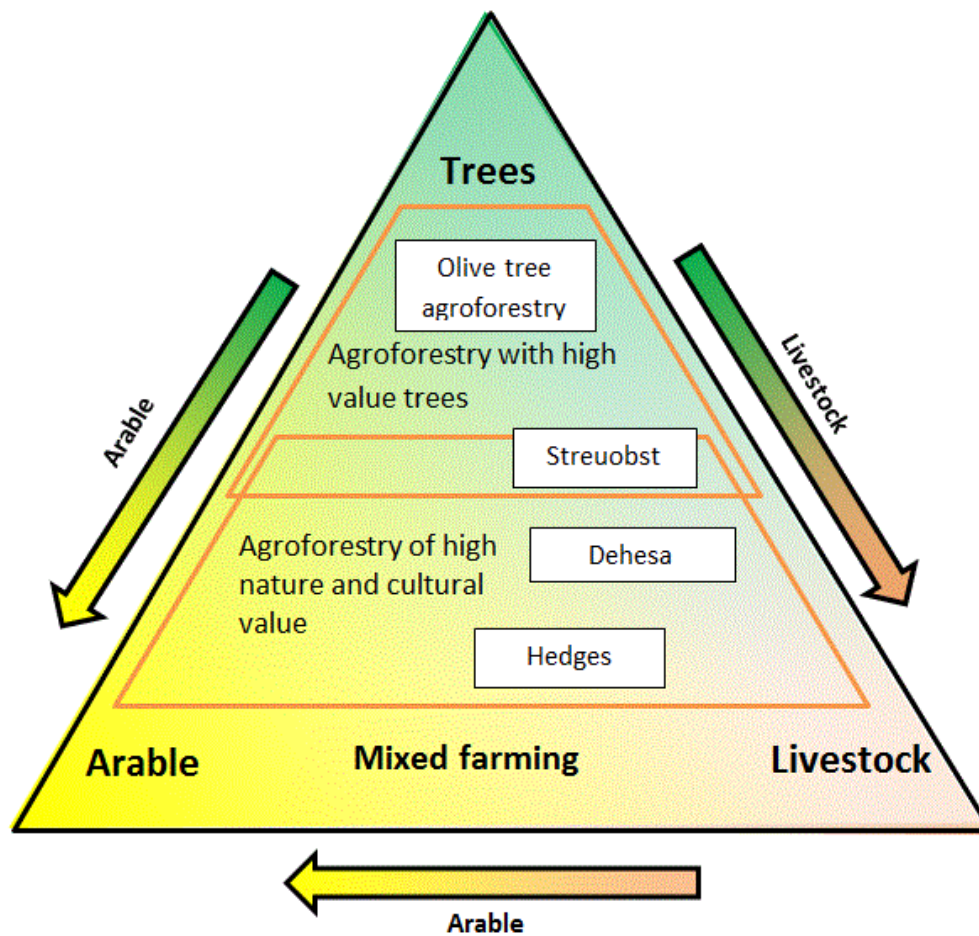 Trees
Olive tree
agroforestry
Agroforestry with high
value trees
Arable
Livestock
Streuobst
Agroforestry of high
nature and cultural
value
Dehesa
Hedges
Arable
Mixed farming
Livestock
Arable